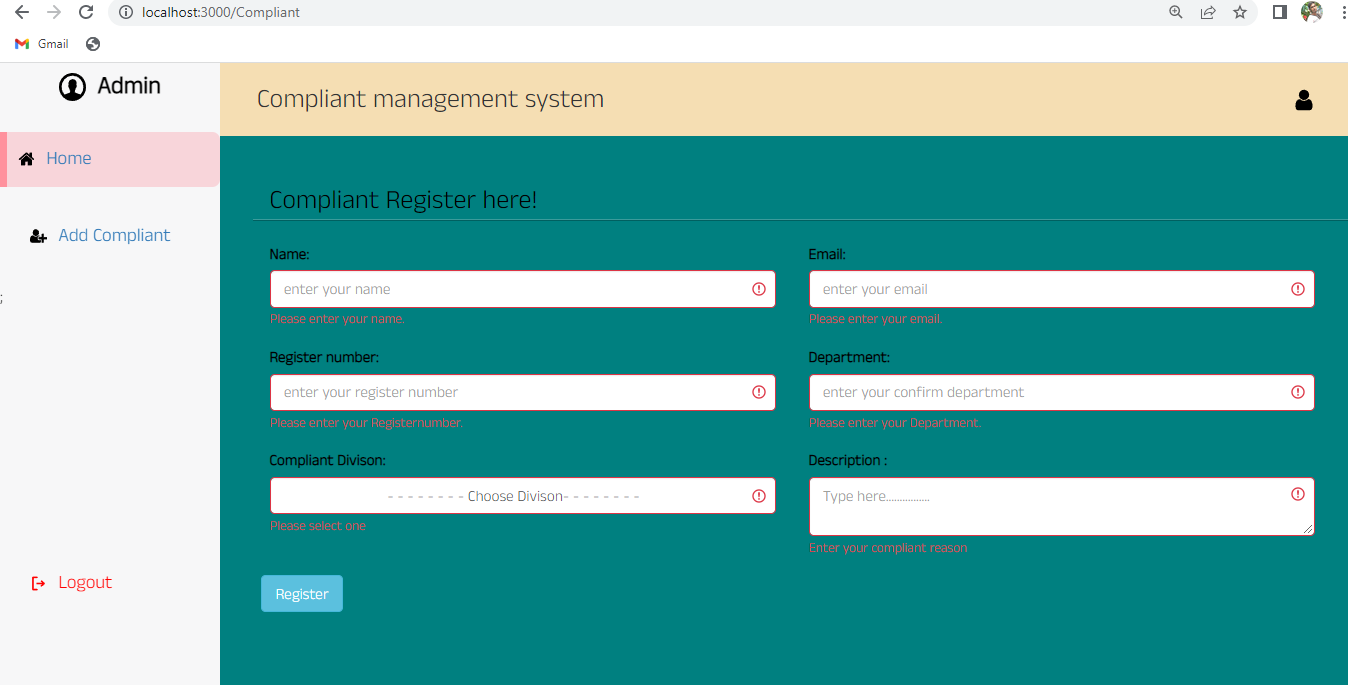 localhost:3000/Compliant
Gmail
Admin
Compliant management system
Home
Compliant Register here!
Add Compliant
Name:
Email:
enter your name
enter your email
;
Please enter your name.
Please enter your email.
Register number:
Department:
enter your register number
enter your confirm department
Please enter your Registernumber.
Please enter your Department.
Compliant Divison:
Description :
- - - - - - - - Choose Divison- - - - - - - -
Type here...............
Please select one
Enter your compliant reason
Logout
Register